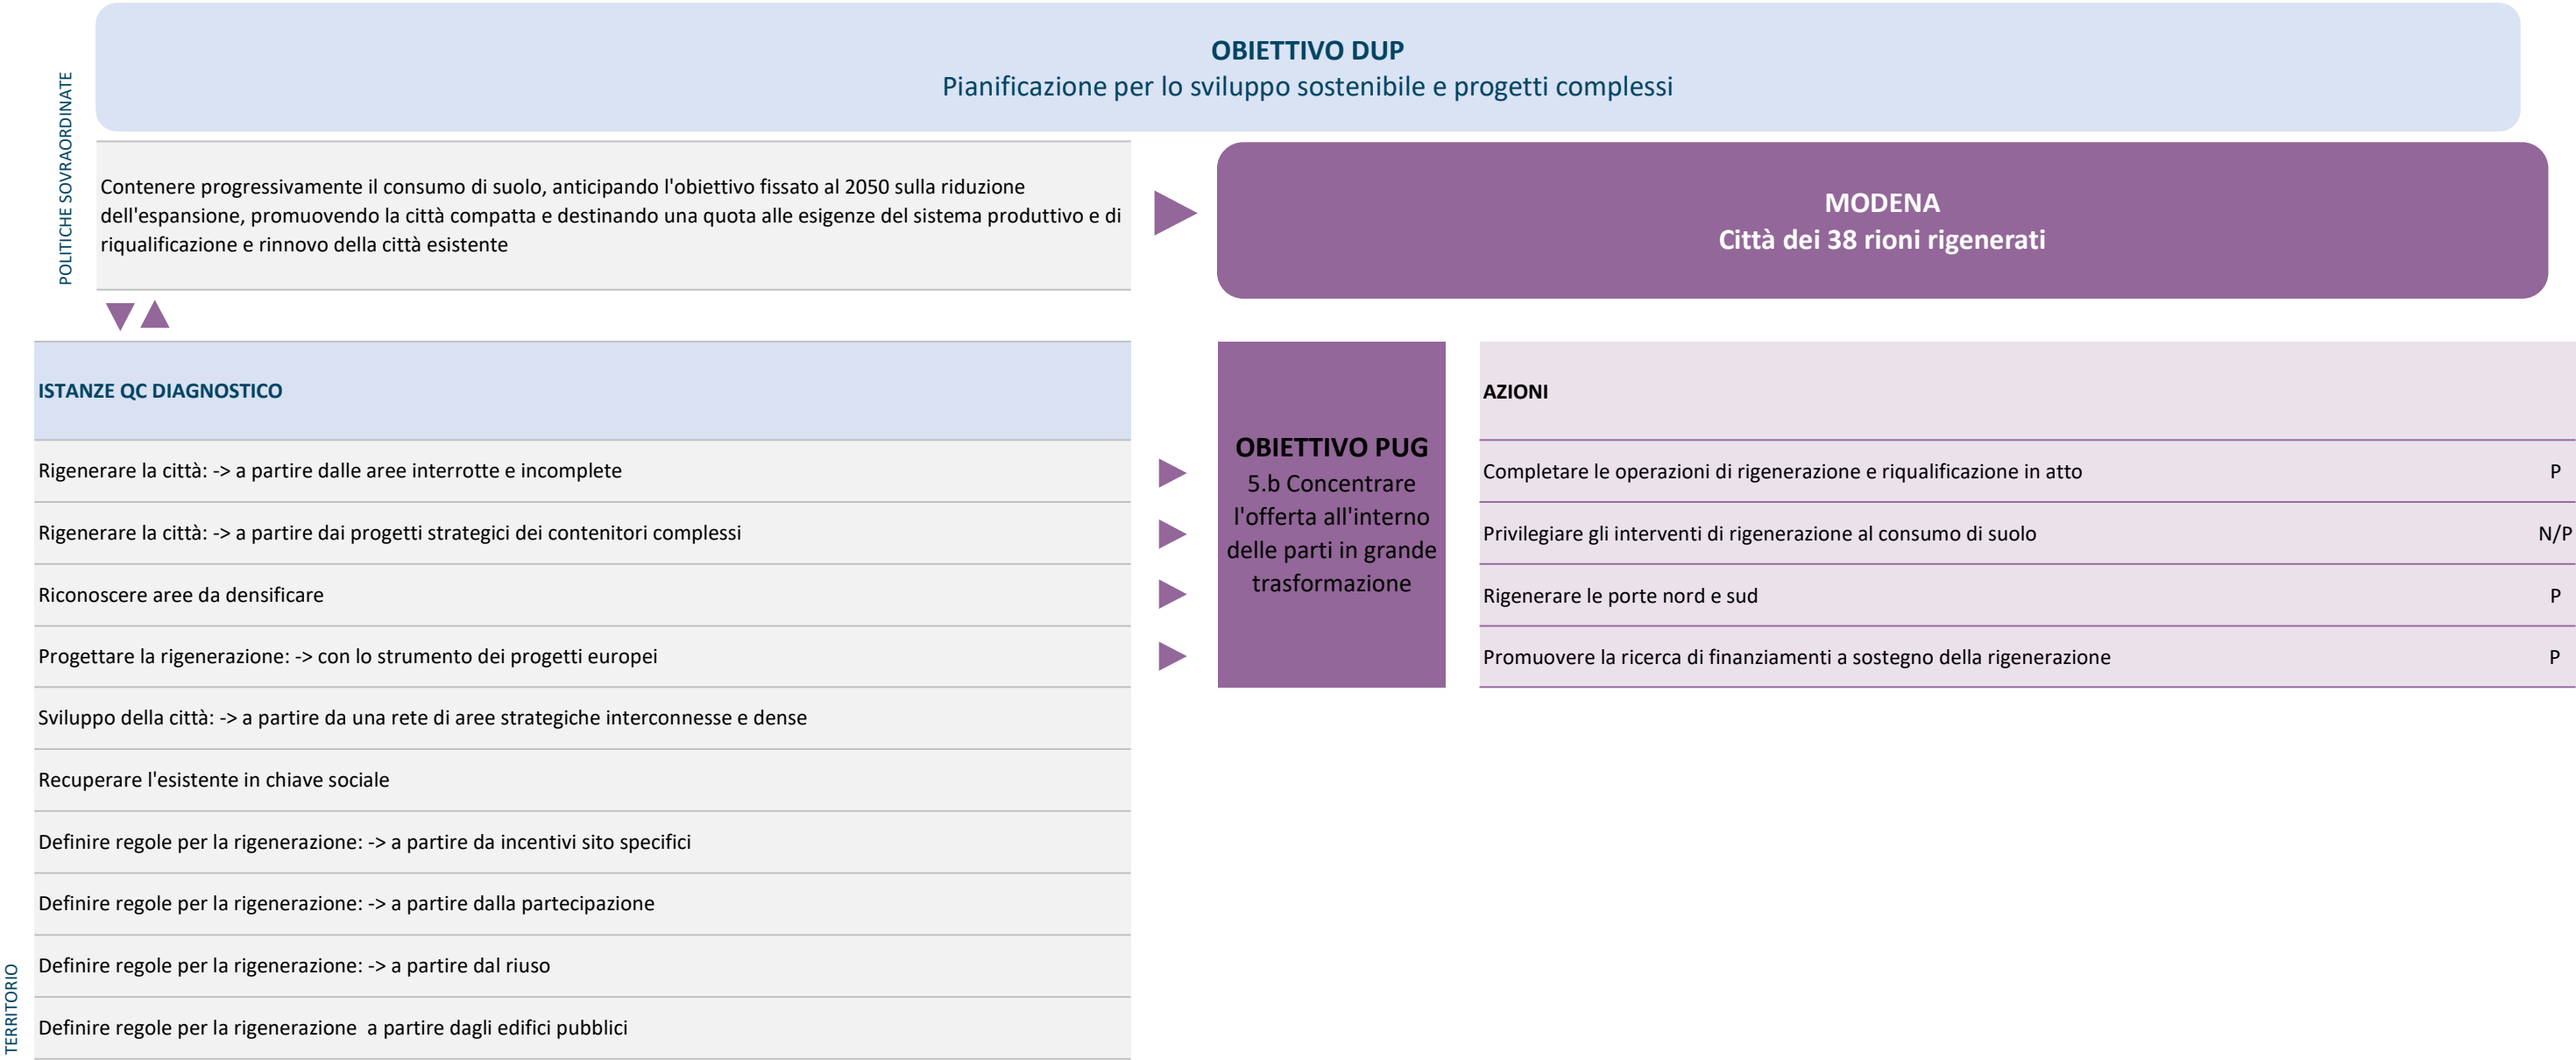 POLITICHE SOVRAORDINATE
OBIETTIVO DUP
Pianificazione per lo sviluppo sostenibile e progetti complessi
Contenere progressivamente il consumo di suolo, anticipando l'obiettivo fissato al 2050 sulla riduzione
dell'espansione, promuovendo la città compatta e destinando una quota alle esigenze del sistema produttivo e di
riqualificazione e rinnovo della città esistente
MODENA
Città dei 38 rioni rigenerati
TERRITORIO
ISTANZE QC DIAGNOSTICO
Rigenerare la città: -> a partire dalle aree interrotte e incomplete
Rigenerare la città: -> a partire dai progetti strategici dei contenitori complessi
Riconoscere aree da densificare
Progettare la rigenerazione: -> con lo strumento dei progetti europei
Sviluppo della città: -> a partire da una rete di aree strategiche interconnesse e dense
Recuperare l'esistente in chiave sociale
Definire regole per la rigenerazione: -> a partire da incentivi sito specifici
Definire regole per la rigenerazione: -> a partire dalla partecipazione
Definire regole per la rigenerazione: -> a partire dal riuso
Definire regole per la rigenerazione  a partire dagli edifici pubblici
OBIETTIVO PUG
5.b Concentrare
l'offerta all'interno
delle parti in grande
trasformazione
AZIONI
Completare le operazioni di rigenerazione e riqualificazione in atto P
Privilegiare gli interventi di rigenerazione al consumo di suolo N/P
Rigenerare le porte nord e sud P
Promuovere la ricerca di finanziamenti a sostegno della rigenerazione P